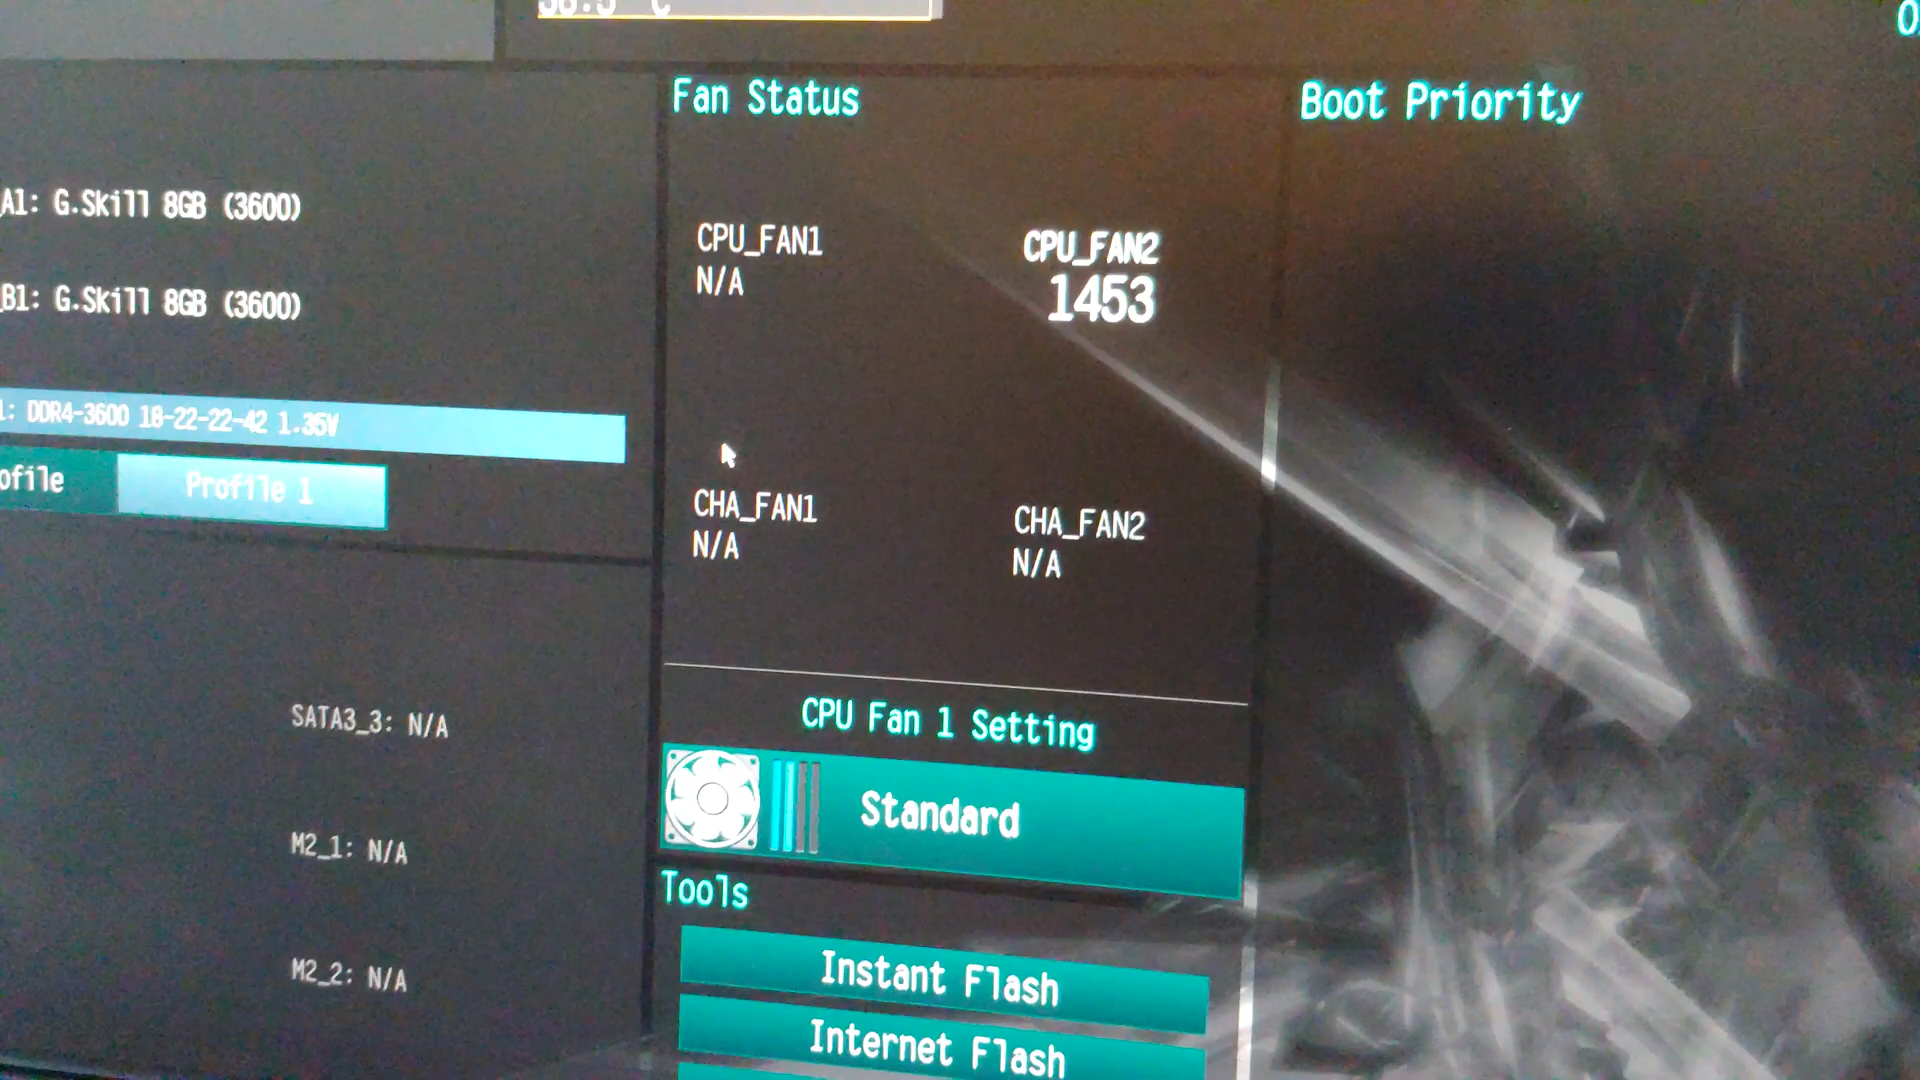 Fan Status
Boot Priority
A1: G.Skill 8GB (3600)
B1: G.Skill 8GB (3600)
CPU_FAN1
N/A
CPU_FAN2
1453
1: DDR4-3600 18-22-22-42 1.35V
Profile 1
CHA_FAN1
N/A
CHA_FAN2
N/A
SATA3_3: N/A
M2_1: N/A
M2_2: N/A
CPU Fan 1 Setting
Standard
Tools
Instant Flash
Internet Flash